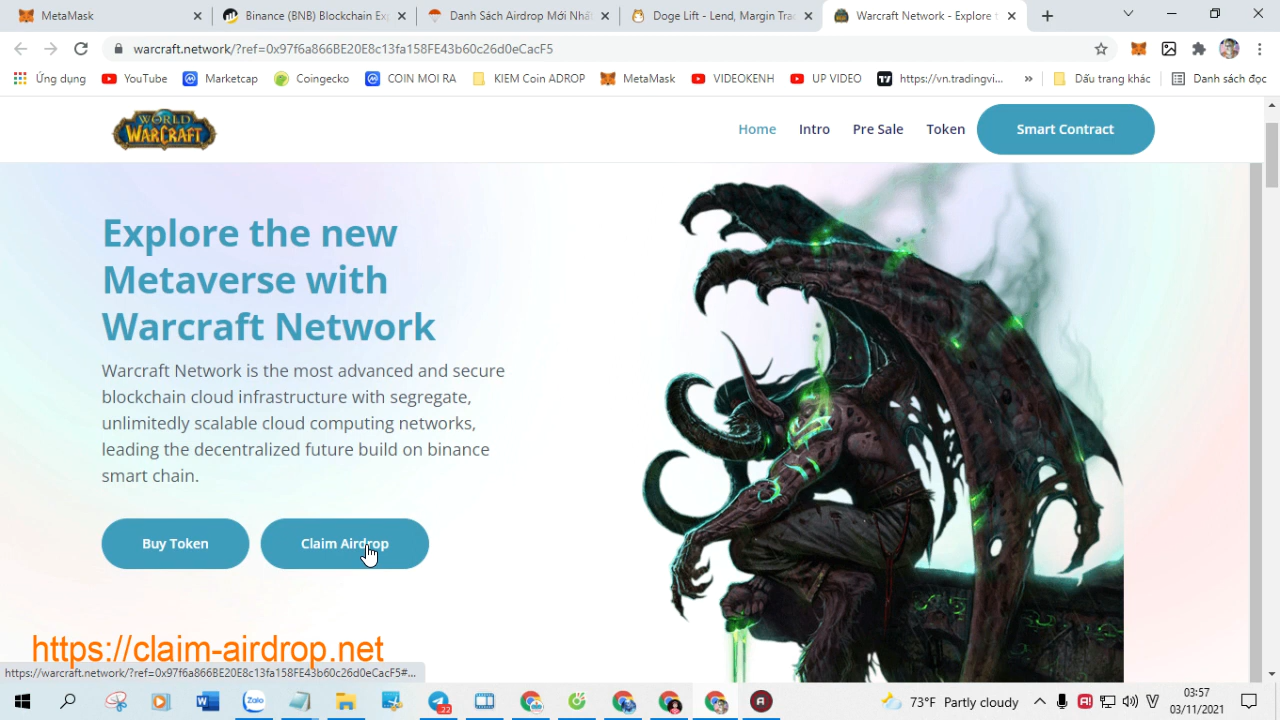 MetaMask
Binance (BNB) Blockchain Exp
Danh Sách Airdrop Mới Nhất
Doge Lift - Lend, Margin Tra
Warcraft Network - Explore t
warcraft.network/?ref=0x97f6a866BE20E8c13fa158FE43b60c26d0eCacF5
Ứng dụng
YouTube
Marketcap
Coingecko
COIN MOI RA
KIEM Coin ADROP
MetaMask
VIDEOKENH
UP VIDEO
https://vn.tradingvi...
»
Dấu trang khác
Danh sách đọc
WORLD
WARCRAFT
Home
Intro
Pre Sale
Token
Smart Contract
Explore the new
Metaverse with
Warcraft Network
Warcraft Network is the most advanced and secure
blockchain cloud infrastructure with segregate,
unlimitedly scalable cloud computing networks,
leading the decentralized future build on binance
smart chain.
Buy Token
Claim Airdrop
https://claim-airdrop.net
https://warcraft.network/?ref=0x97f6a866BE20E8c13fa158FE43b60c26d0eCacF5#...
Zalo
22
73°F Partly cloudy
03:57
03/11/2021